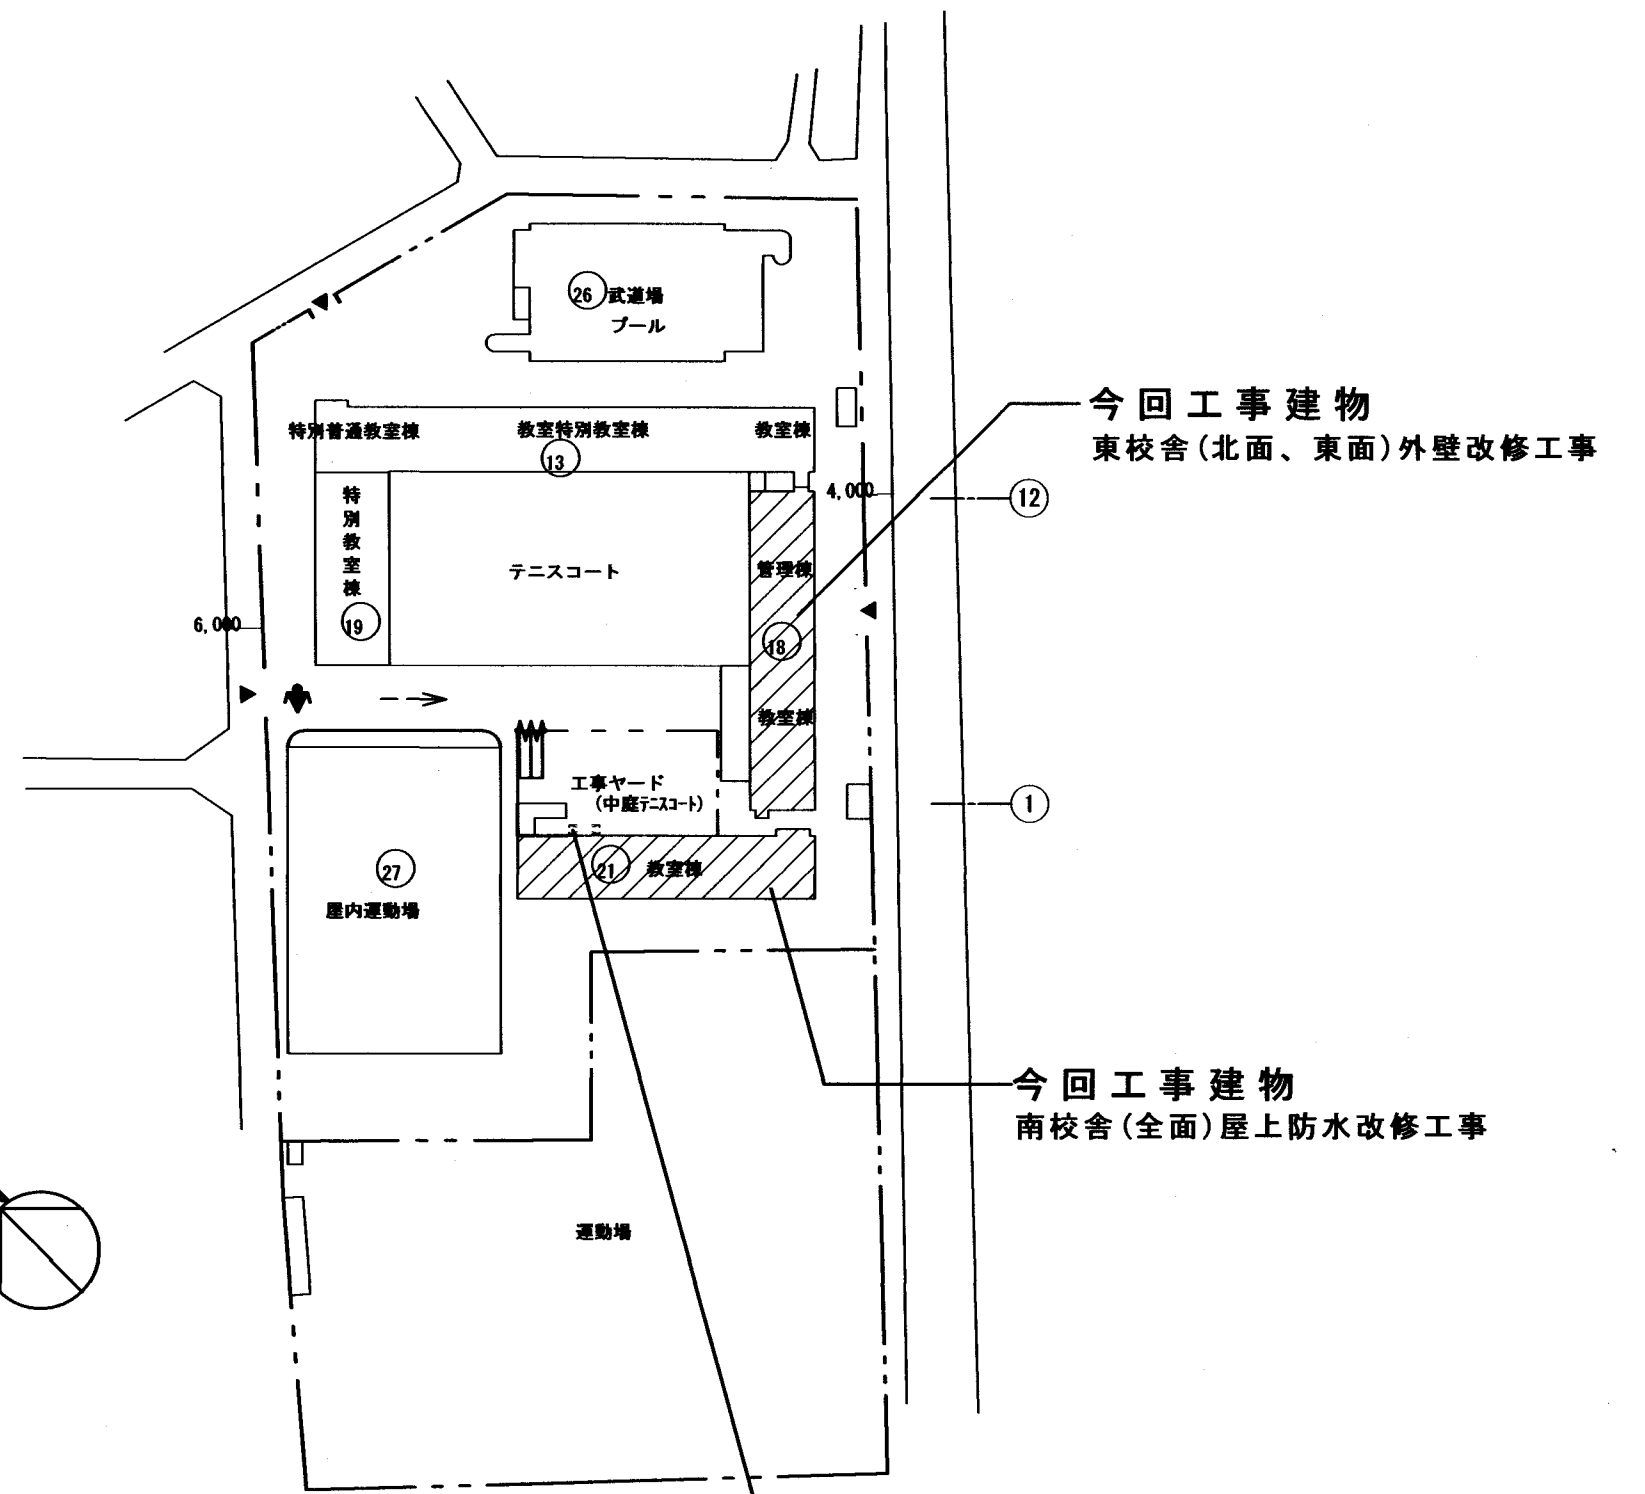 26 武道場
プール
今回工事建物
東校舎(北面、東面)外壁改修工事
特別普通教室棟
教室特別教室棟
教室棟
13
特別教室棟
4,000
12
テニスコート
管理棟
6,000
19
18
教室棟
工事ヤード
(中庭テニスコート)
1
21 教室棟
27
屋内運動場
今回工事建物
南校舎(全面)屋上防水改修工事
運動場